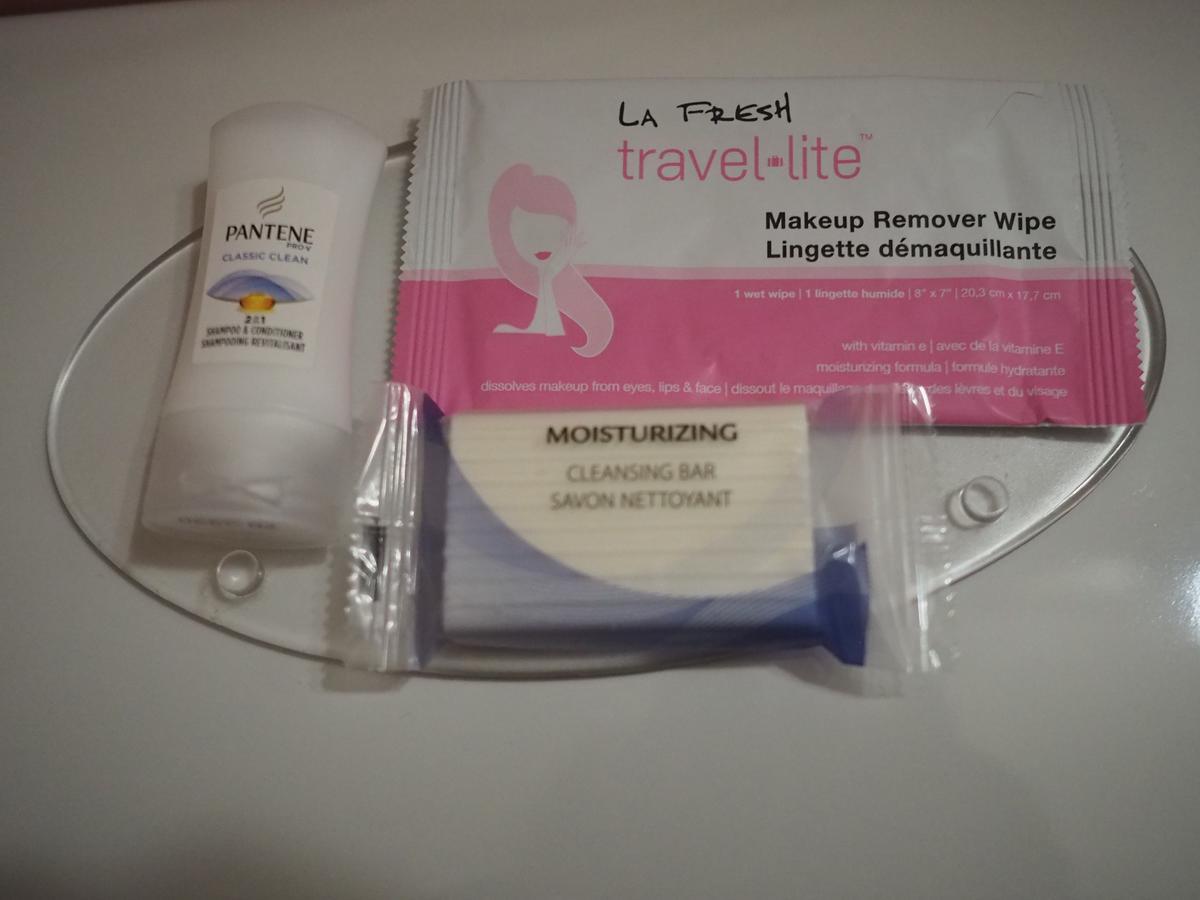 PANTENE
PRO-V
CLASSIC CLEAN
2 in 1
SHAMPOO & CONDITIONER
SHAMPOOING REVITALISANT
LA FRESH
travel lite™
Makeup Remover Wipe
Lingette démaquillante
1 wet wipe | 1 lingette humide | 8" x 7" | 20,3 cm x 17,7 cm
with vitamin e | avec de la vitamine E
moisturizing formula | formule hydratante
dissolves makeup from eyes, lips & face | dissout le maquillage lèvres et du visage
MOISTURIZING
CLEANSING BAR
SAVON NETTOYANT